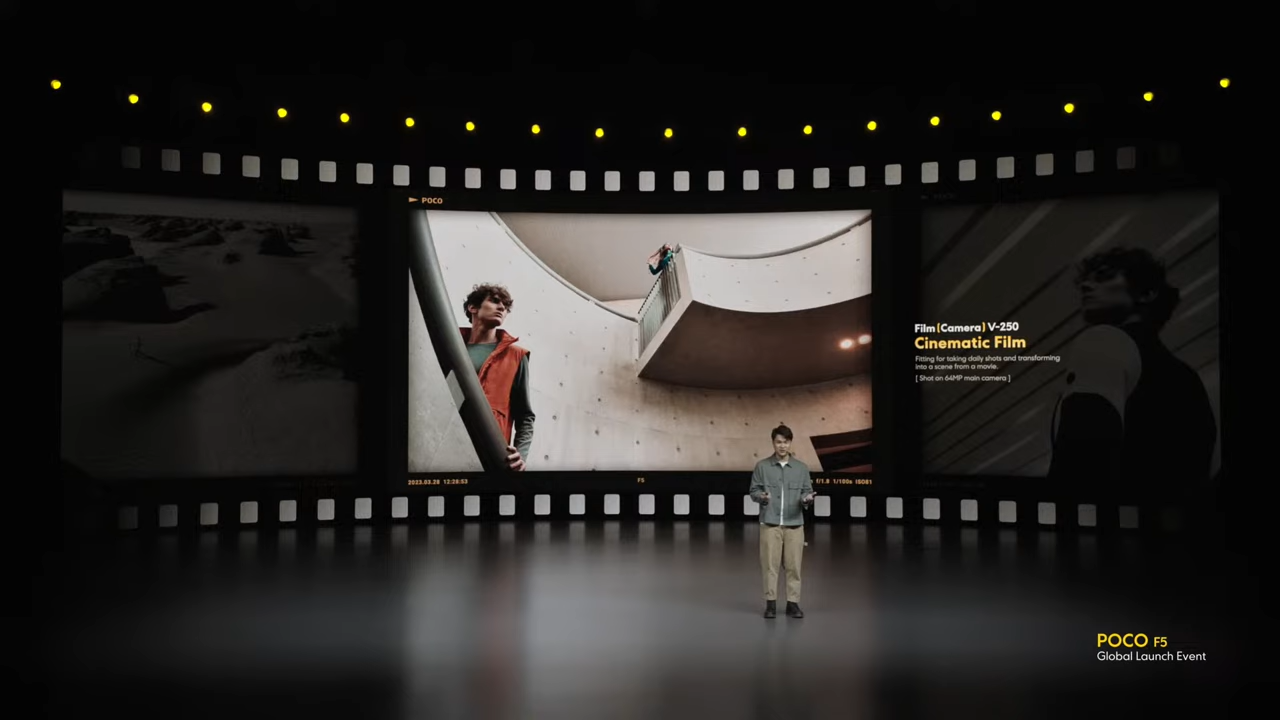 POCO
2023.03.28 12:28:53
F5
f/1.8 1/100s ISO81
Film (Camera) V-250
Cinematic Film
Fitting for taking daily shots and transforming
into a scene from a movie.
[ Shot on 64MP main camera ]
POCO F5
Global Launch Event